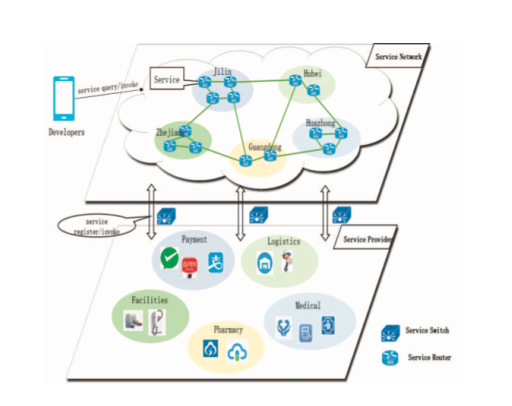 Service Network
Jilin
Hubei
Service
service query/invoke
Developers
Zhejiang
Guangdong
Huazhong
service
register/invoke
Service Provider
Payment
Logistics
Facilities
Medical
Pharmacy
Service Switch
Service Router